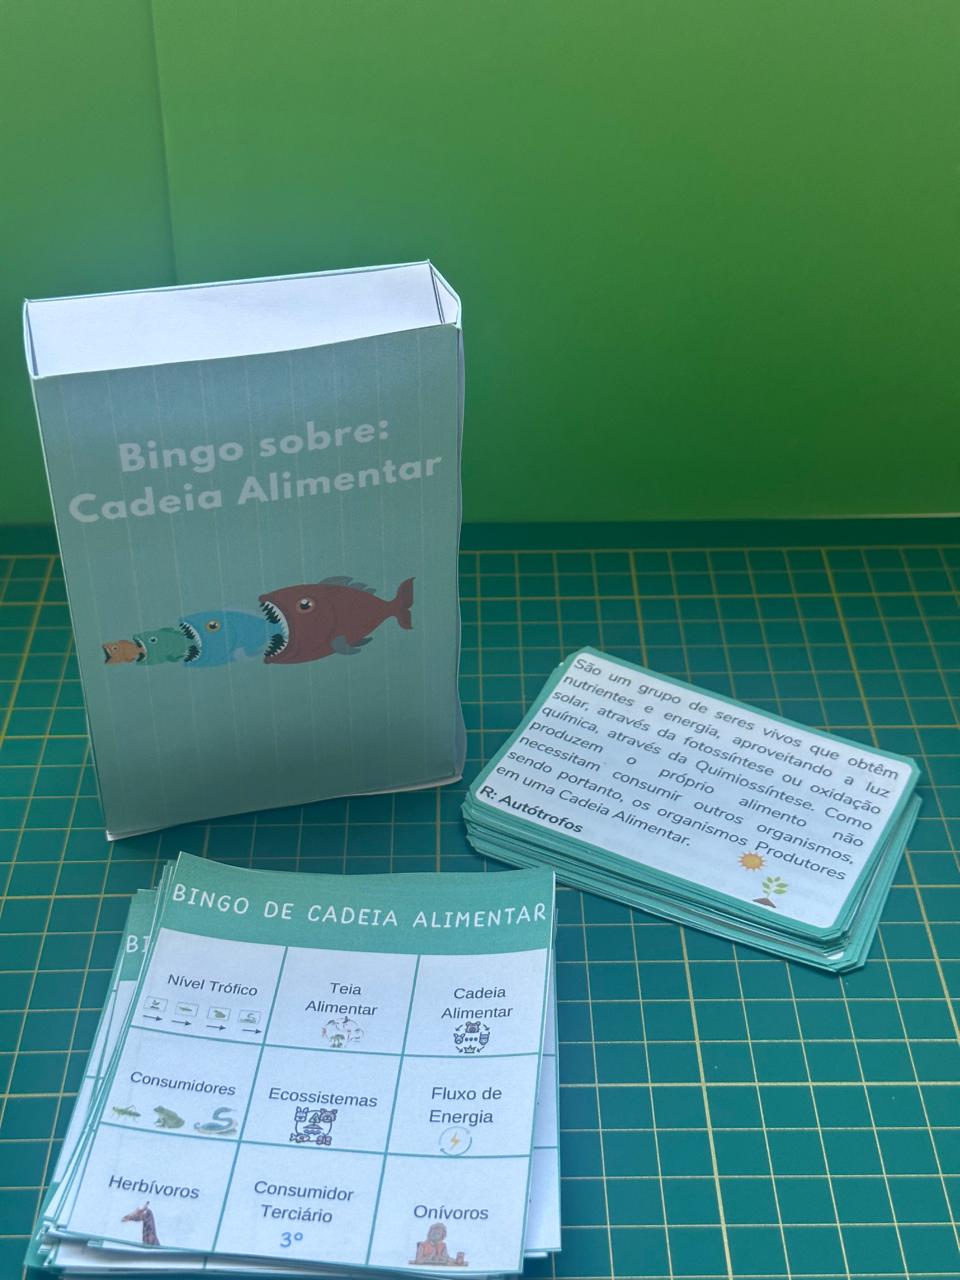 Bingo sobre:
Cadeia Alimentar
São um grupo de seres vivos que obtêm
nutrientes e energia, aproveitando a luz
solar, através da fotossíntese ou oxidação
química, através da Quimiossíntese. Como
produzem o próprio alimento não
necessitam consumir outros organismos,
sendo portanto, os organismos Produtores
em uma Cadeia Alimentar.
R: Autótrofos
BINGO DE CADEIA ALIMENTAR
BI
Nível Trófico
Teia
Alimentar
Cadeia
Alimentar
Consumidores
Ecossistemas
Fluxo de
Energia
Herbívoros
Consumidor
Terciário
3º
Onívoros